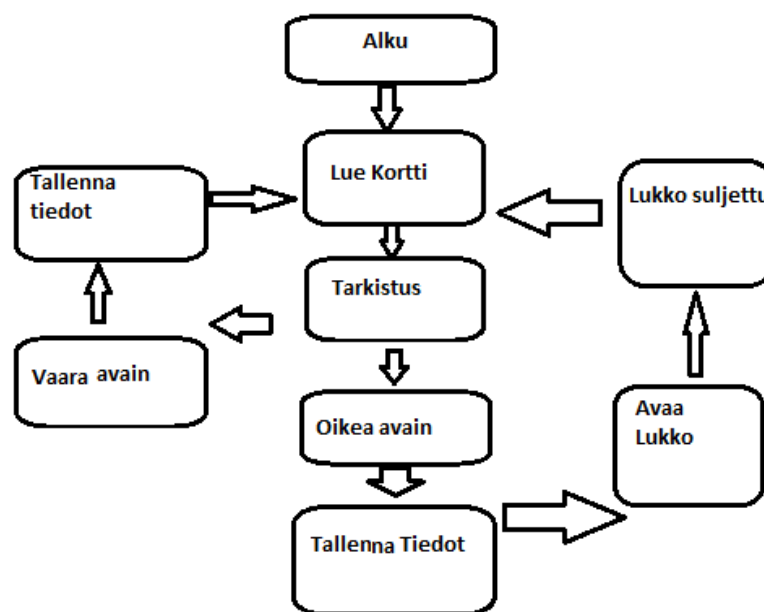 Alku
Lue Kortti
Tallenna
tiedot
Lukko suljettu
Tarkistus
Vaara avain
Oikea avain
Avaa
Lukko
Tallenna Tiedot